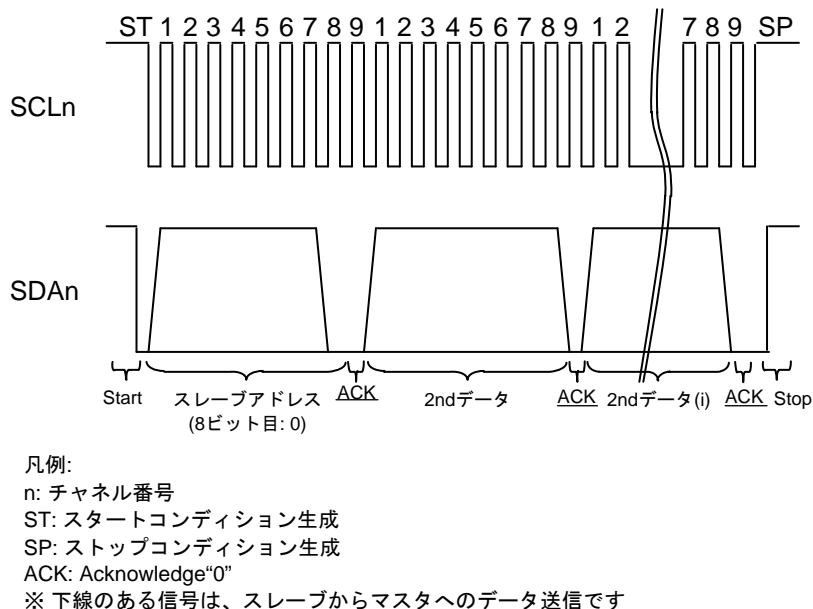 ST 1 2 3 4 5 6 7 8 9 1 2 3 4 5 6 7 8 9 1 2 7 8 9 SP
SCLn
SDAn
Start スレーブアドレス ACK 2ndデータ ACK 2ndデータ(i) ACK Stop
(8ビット目: 0)
凡例:
n: チャネル番号
ST: スタートコンディション生成
SP: ストップコンディション生成
ACK: Acknowledge“0”
※ 下線のある信号は、スレーブからマスタへのデータ送信です